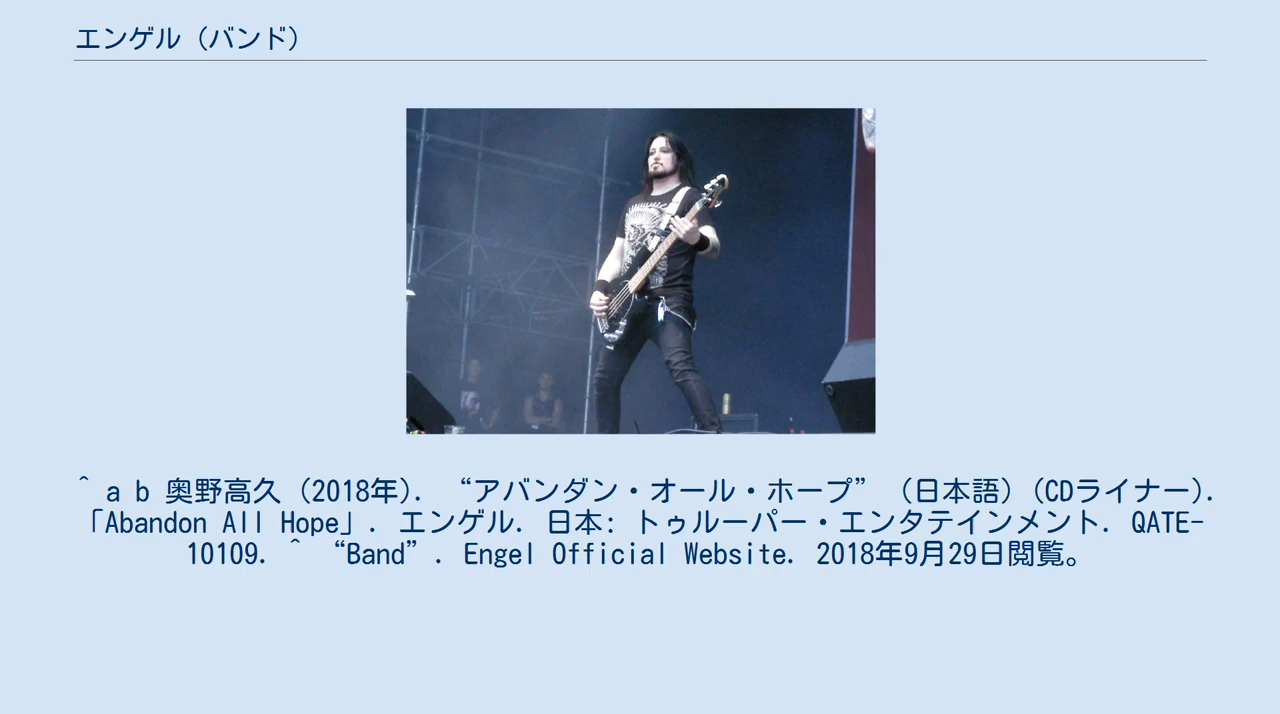 エンゲル（バンド）
^ a b 奥野高久（2018年）. “アバンダン・オール・ホープ” （日本語）（CDライナー）.
「Abandon All Hope」. エンゲル. 日本: トゥルーパー・エンタテインメント. QATE-
10109. ^ “Band”. Engel Official Website. 2018年9月29日閲覧。